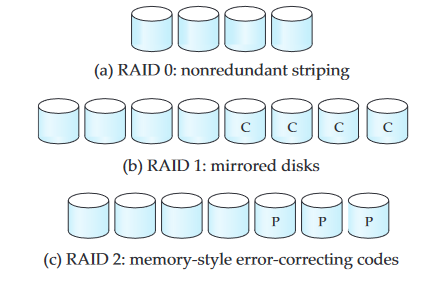 (a) RAID 0: nonredundant striping
C C C C
(b) RAID 1: mirrored disks
P P P
(c) RAID 2: memory-style error-correcting codes